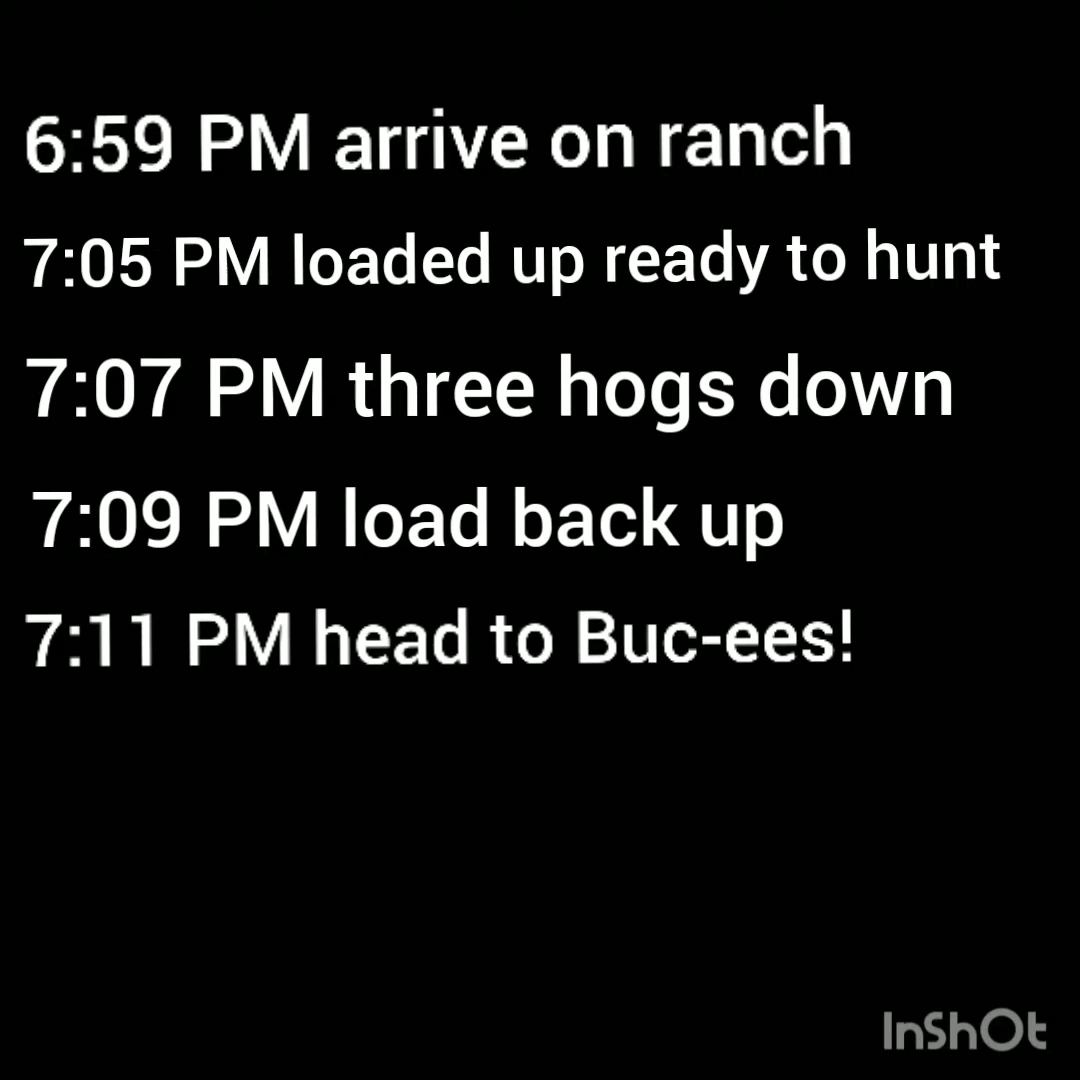 6:59 PM arrive on ranch
7:05 PM loaded up ready to hunt
7:07 PM three hogs down
7:09 PM load back up
7:11 PM head to Buc-ees!
InShOt